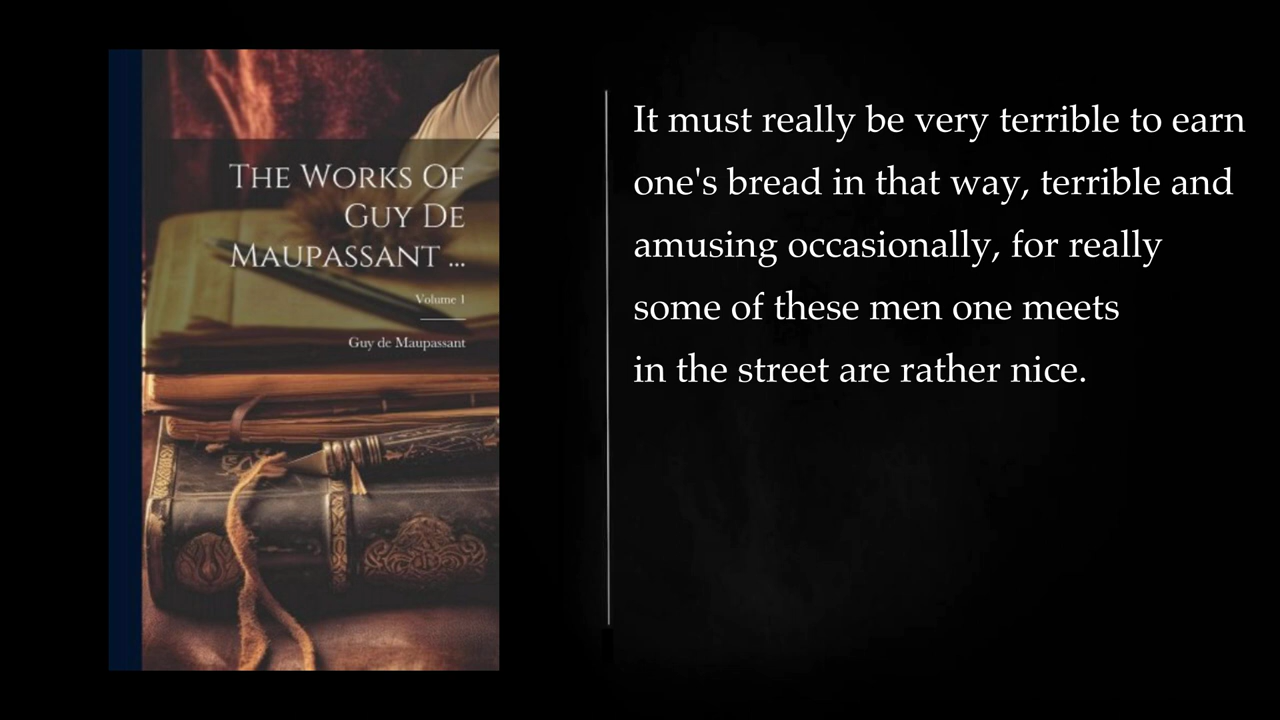 The Works Of
Guy De
Maupassant ...
Volume 1
Guy de Maupassant
It must really be very terrible to earn
one's bread in that way, terrible and
amusing occasionally, for really
some of these men one meets
in the street are rather nice.